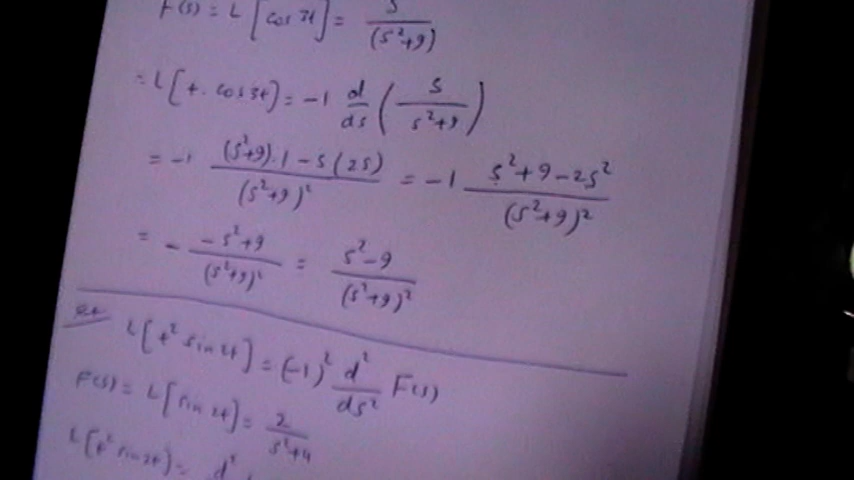 F(s) = L[cos 3t] = s/(s²+9)
= L[t. cos 3t] = -1 d/ds (s/(s²+9))
= -1 ((s²+9).1 - s(2s))/(s²+9)² = -1 (s²+9-2s²)/(s²+9)²
= - (-s²+9)/(s²+9)² = (s²-9)/(s²+9)²
L[t² sin 2t] = (-1)² d²/ds² F(s)
F(s) = L[sin 2t] = 2/(s²+4)
L[t² sin 2t] = d²